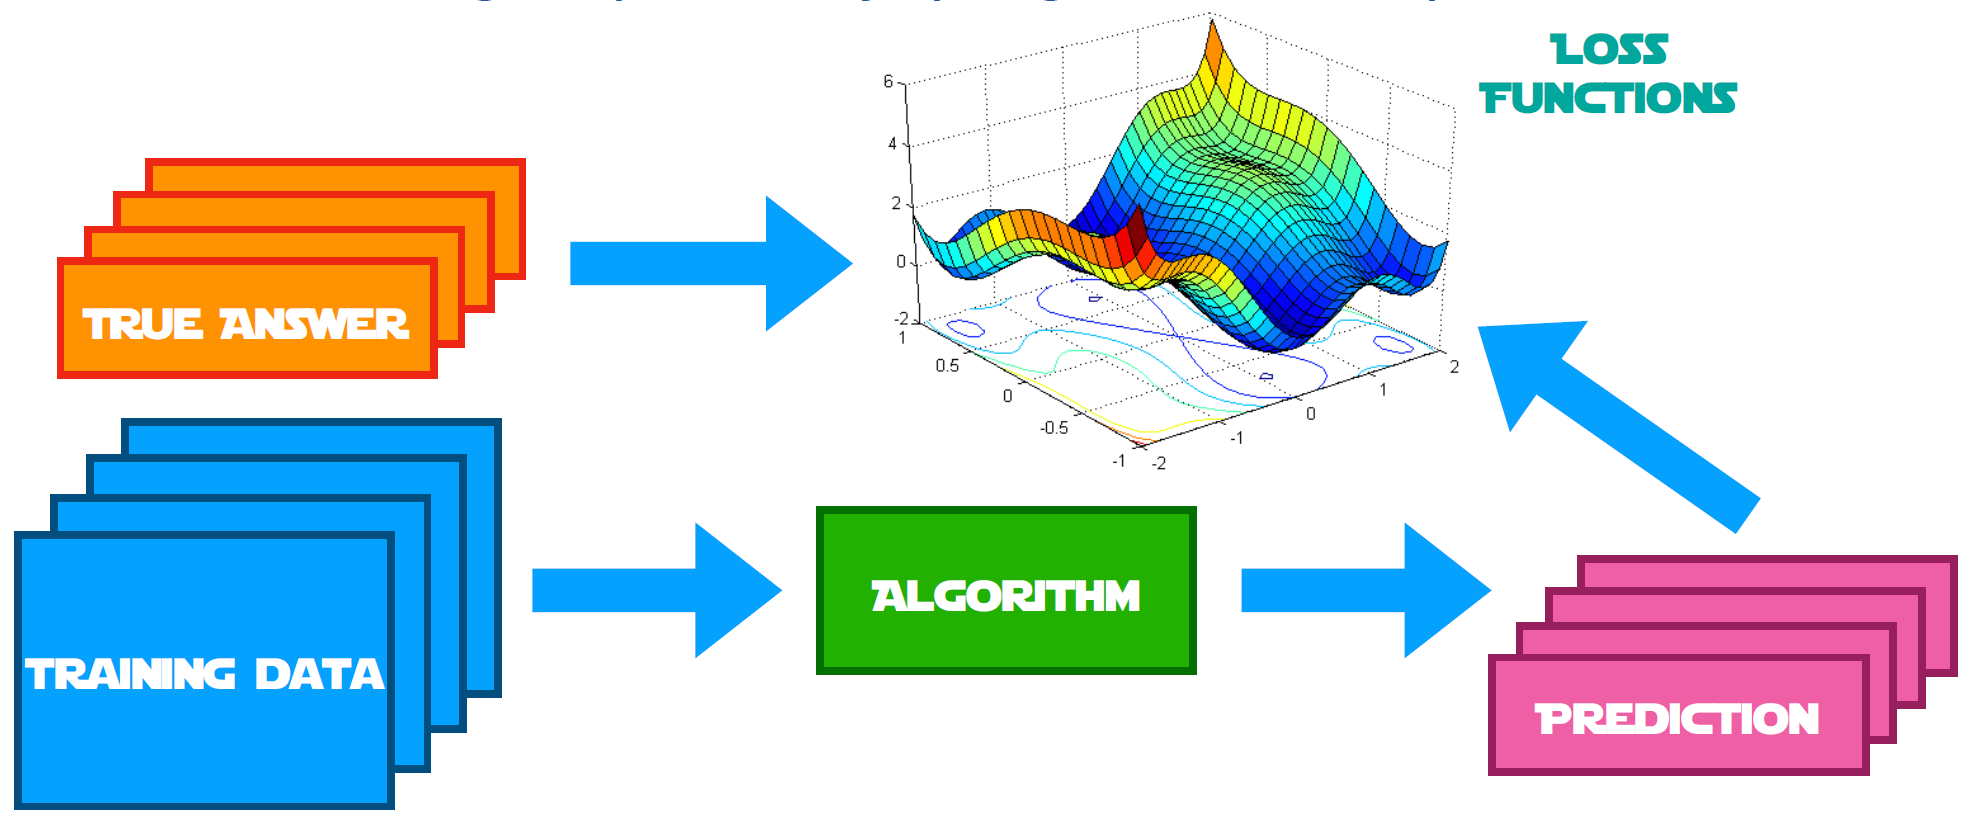 Loss
Functions
6
4
2
0
-2
1
0.5
0
-0.5
-1
-2
-1
0
1
2
True Answer
Training Data
Algorithm
Prediction